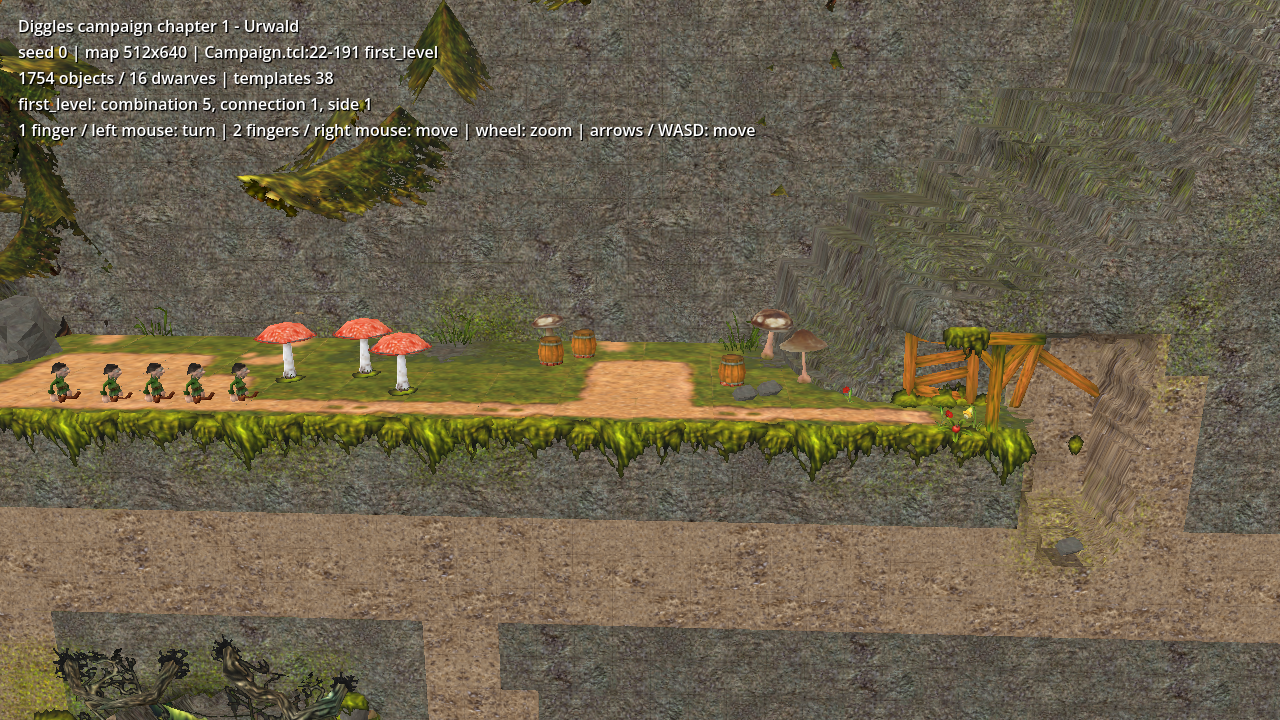 Diggles campaign chapter 1 - Urwald
seed 0 | map 512x640 | Campaign.tcl:22-191 first_level
1754 objects / 16 dwarves | templates 38
first_level: combination 5, connection 1, side 1
1 finger / left mouse: turn | 2 fingers / right mouse: move | wheel: zoom | arrows / WASD: move